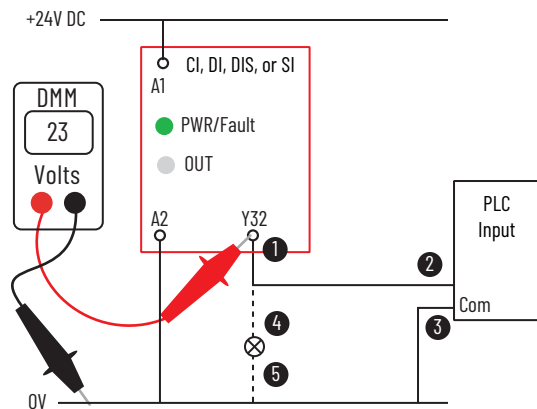 +24V DC
CI, DI, DIS, or SI
A1
DMM
23
Volts
PWR/Fault
OUT
A2
Y32
1
PLC
Input
2
Com
3
4
5
0V